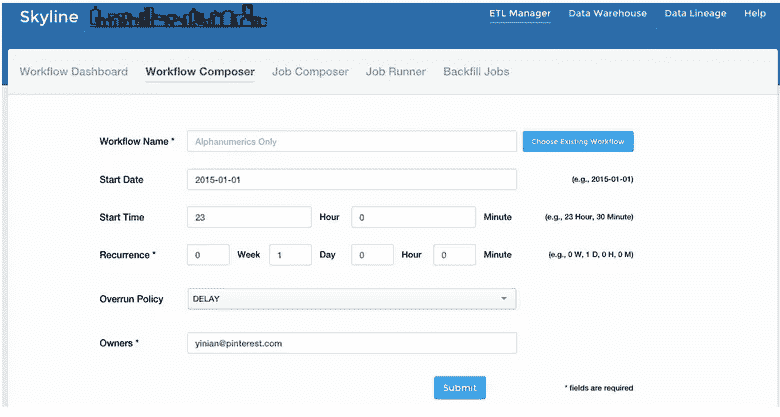 Skyline ETL Manager Data Warehouse Data Lineage Help
Workflow Dashboard Workflow Composer Job Composer Job Runner Backfill Jobs
Workflow Name * Alphanumerics Only Choose Existing Workflow
Start Date 2015-01-01 (e.g., 2015-01-01)
Start Time 23 Hour 0 Minute (e.g., 23 Hour, 30 Minute)
Recurrence * 0 Week 1 Day 0 Hour 0 Minute (e.g., 0 W, 1 D, 0 H, 0 M)
Overrun Policy DELAY
Owners * yinian@pinterest.com
Submit * fields are required